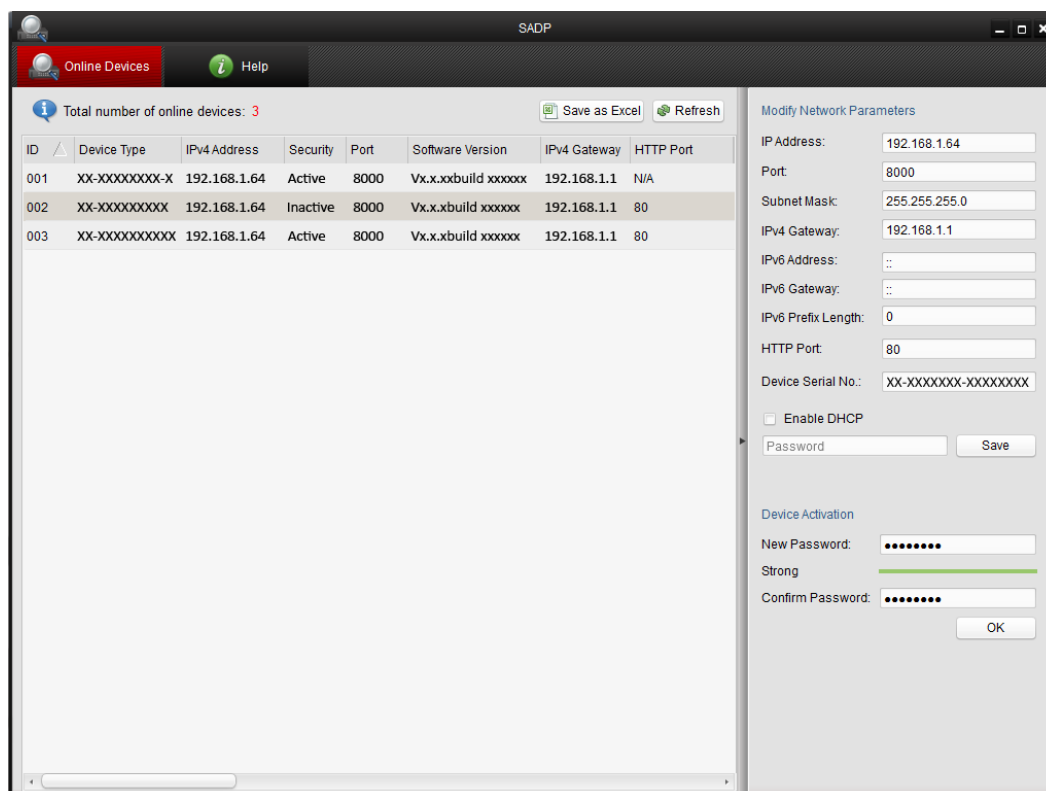 SADP
Online Devices
Help
Total number of online devices: 3
Save as Excel
Refresh
ID Device Type IPv4 Address Security Port Software Version IPv4 Gateway HTTP Port
001 XX-XXXXXXXX-X 192.168.1.64 Active 8000 Vx.x.xxbuild xxxxxx 192.168.1.1 N/A
002 XX-XXXXXXXXX 192.168.1.64 Inactive 8000 Vx.x.xbuild xxxxxx 192.168.1.1 80
003 XX-XXXXXXXXXX 192.168.1.64 Active 8000 Vx.x.xbuild xxxxxx 192.168.1.1 80
Modify Network Parameters
IP Address: 192.168.1.64
Port: 8000
Subnet Mask: 255.255.255.0
IPv4 Gateway: 192.168.1.1
IPv6 Address: ::
IPv6 Gateway: ::
IPv6 Prefix Length: 0
HTTP Port: 80
Device Serial No.: XX-XXXXXXX-XXXXXXXX
Enable DHCP
Password
Save
Device Activation
New Password: ●●●●●●●●
Strong
Confirm Password: ●●●●●●●●
OK